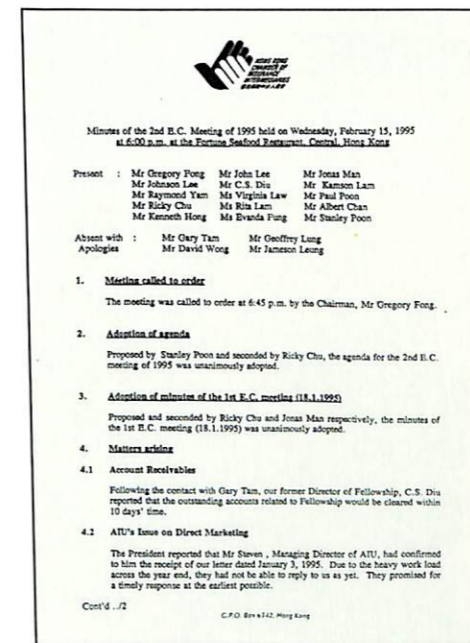 HONG KONG
CHAMBER OF
INSURANCE
INTERMEDIARIES
Minutes of the 2nd E.C. Meeting of 1995 held on Wednesday, February 15, 1995
at 6:00 p.m. at the Fortune Seafood Restaurant, Central, Hong Kong
Present : Mr Gregory Fong Mr John Lee Mr Jonas Man
Mr Johnson Lee Mr C.S. Diu Mr Kamson Lam
Mr Raymond Yam Ms Virginia Law Mr Paul Poon
Mr Ricky Chu Ms Rita Lam Mr Albert Chan
Mr Kenneth Hong Ms Evanda Fung Mr Stanley Poon
Absent with : Mr Gary Tam Mr Geoffrey Lung
Apologies Mr David Wong Mr Jameson Leung
1. Meeting called to order
The meeting was called to order at 6:45 p.m. by the Chairman, Mr Gregory Fong.
2. Adoption of agenda
Proposed by Stanley Poon and seconded by Ricky Chu, the agenda for the 2nd E.C.
meeting of 1995 was unanimously adopted.
3. Adoption of minutes of the 1st E.C. meeting (18.1.1995)
Proposed and seconded by Ricky Chu and Jonas Man respectively, the minutes of
the 1st E.C. meeting (18.1.1995) was unanimously adopted.
4. Matters arising
4.1 Account Receivables
Following the contact with Gary Tam, our former Director of Fellowship, C.S. Diu
reported that the outstanding accounts related to Fellowship would be cleared within
10 days' time.
4.2 AIU's Issue on Direct Marketing
The President reported that Mr Steven , Managing Director of AIU, had confirmed
to him the receipt of our letter dated January 3, 1995. Due to the heavy work load
across the year end, they had not be able to reply to us as yet. They promised for
a timely response at the earliest possible.
Cont'd ../2
G.P.O. Box Hong Kong